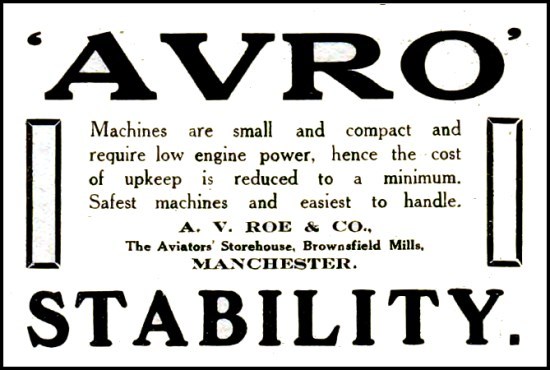 'AVRO'
Machines are small and compact and
require low engine power, hence the cost
of upkeep is reduced to a minimum.
Safest machines and easiest to handle.
A. V. ROE & CO.,
The Aviators' Storehouse, Brownsfield Mills,
MANCHESTER.
STABILITY.